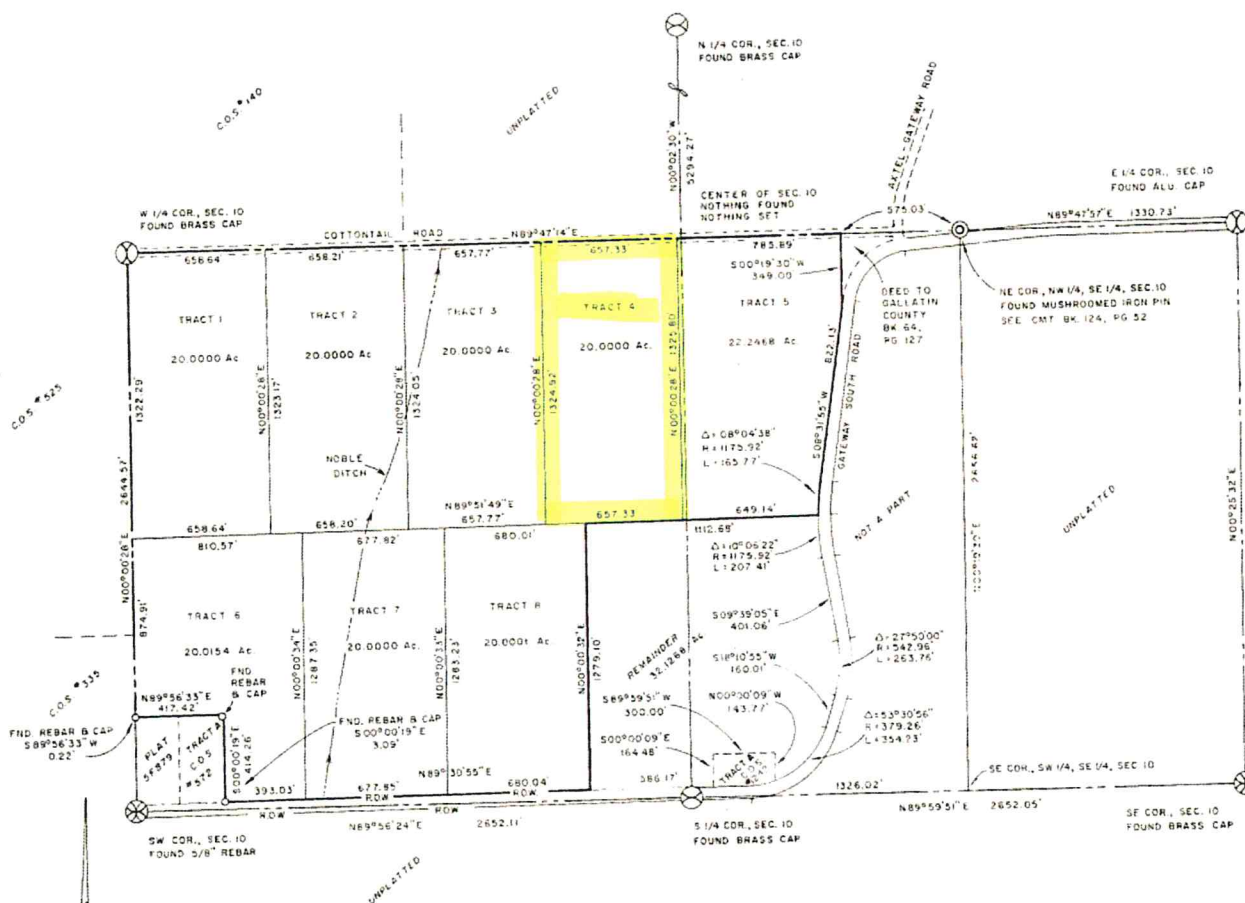 N 1/4 COR., SEC. 10
FOUND BRASS CAP
C.O.S. # 140
UNPLATTED
N00°02'30"W
5294.27'
AXTEL-GATEWAY ROAD
E 1/4 COR., SEC. 10
FOUND ALU. CAP
W 1/4 COR., SEC. 10
FOUND BRASS CAP
CENTER OF SEC. 10
NOTHING FOUND
NOTHING SET
575.03'
N89°47'57"E 1330.73'
COTTONTAIL ROAD
N89°47'14"E
658.64'
658.21'
657.77'
657.33'
785.89'
S00°19'30"W
349.00'
DEED TO
GALLATIN
COUNTY
BK. 64,
PG. 127
NE COR., NW 1/4, SE 1/4, SEC. 10
FOUND MUSHROOMED IRON PIN
SEE CMT BK. 124, PG. 52
TRACT 1
20.0000 Ac.
TRACT 2
20.0000 Ac.
TRACT 3
20.0000 Ac.
TRACT 4
20.0000 Ac.
TRACT 5
22.2468 Ac.
C.O.S. # 525
1322.29'
2644.57'
N00°00'28"E
N00°00'28"E
1323.17'
N00°00'28"E
1324.05'
N00°00'28"E
1324.92'
N00°00'28"E 1325.80'
822.13'
S08°31'55"W
GATEWAY SOUTH ROAD
Δ=08°04'38"
R=1175.92'
L=165.77'
NOBLE
DITCH
N89°51'49"E
658.64'
658.20'
657.77'
657.33'
649.14'
NOT A PART
UNPLATTED
N00°25'32"E
810.57'
677.82'
680.01'
1112.69'
Δ=10°06'22"
R=1175.92'
L=207.41'
874.91'
TRACT 6
20.0154 Ac.
TRACT 7
20.0000 Ac.
TRACT 8
20.0001 Ac.
N00°00'34"E
1287.35'
N00°00'33"E
1283.23'
N00°00'32"E
1279.10'
REMAINDER
32.1268 Ac.
S09°39'05"E
401.06'
Δ=27°50'00"
R=542.96'
L=263.76'
S18°10'55"W
160.01'
S89°59'51"W
300.00'
N00°00'09"W
143.77'
S00°00'09"E
164.48'
Δ=53°30'56"
R=379.26'
L=354.23'
C.O.S. # 335
N89°56'33"E
417.42'
FND.
REBAR
& CAP
FND. REBAR & CAP
S89°56'33"W
0.22'
PLAT
TRACT A
C.O.S.
#572
S00°00'19"E
414.26'
FND. REBAR & CAP
S00°00'19"E
3.09'
N89°30'55"E
393.03'
677.85'
680.04'
386.17'
TRACT A
C.O.S.
1326.02'
SE COR., SW 1/4, SE 1/4, SEC. 10
ROW
ROW
ROW
ROW
N89°56'24"E 2652.11'
N89°59'51"E 2652.05'
SW COR., SEC. 10
FOUND 5/8" REBAR
S 1/4 COR., SEC. 10
FOUND BRASS CAP
SE COR., SEC. 10
FOUND BRASS CAP
UNPLATTED